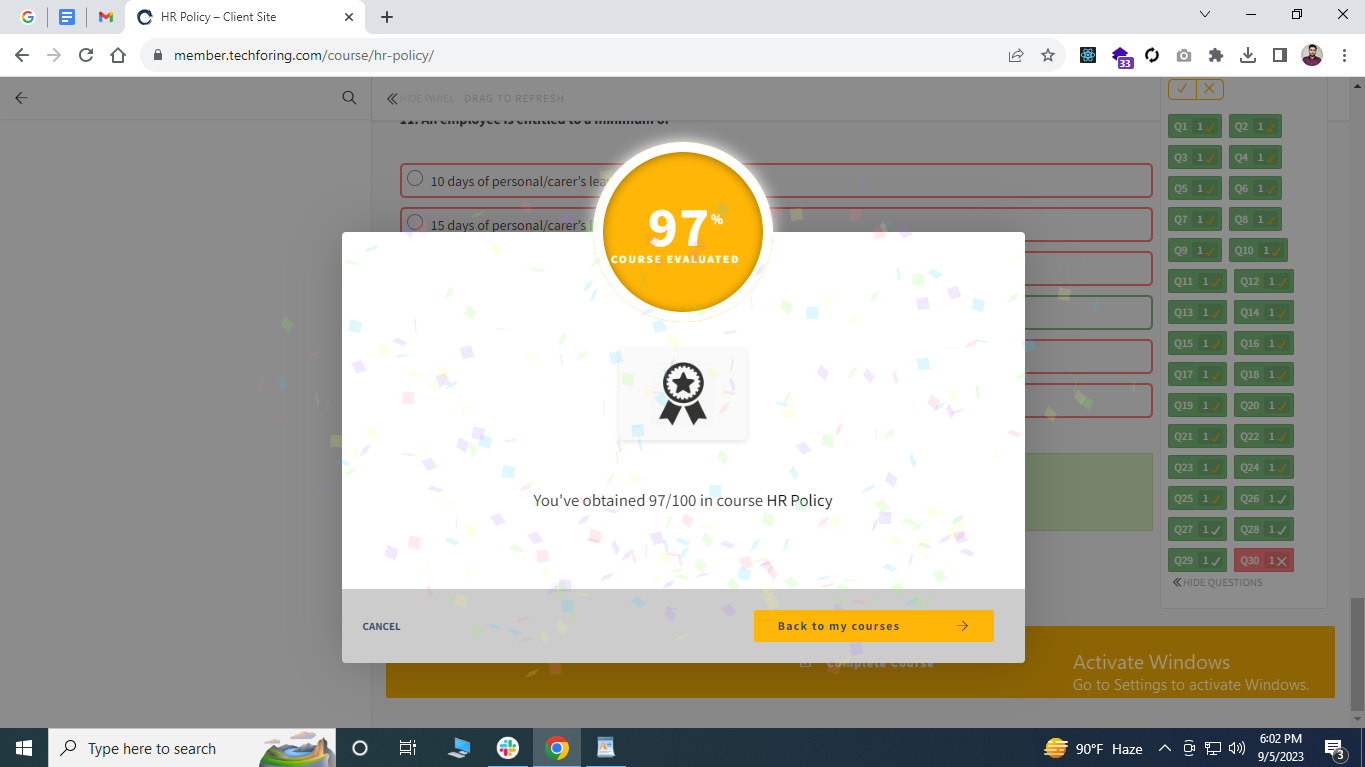 HR Policy – Client Site
member.techforing.com/course/hr-policy/
33
HIDE PANEL DRAG TO REFRESH
11. An employee is entitled to a minimum of
10 days of personal/carer's lea
15 days of personal/carer's l
97%
COURSE EVALUATED
You've obtained 97/100 in course HR Policy
CANCEL
Back to my courses
Complete Course
Q1 1 Q2 1
Q3 1 Q4 1
Q5 1 Q6 1
Q7 1 Q8 1
Q9 1 Q10 1
Q11 1 Q12 1
Q13 1 Q14 1
Q15 1 Q16 1
Q17 1 Q18 1
Q19 1 Q20 1
Q21 1 Q22 1
Q23 1 Q24 1
Q25 1 Q26 1
Q27 1 Q28 1
Q29 1 Q30 1
HIDE QUESTIONS
Activate Windows
Go to Settings to activate Windows.
Type here to search
90°F Haze
6:02 PM
9/5/2023
3